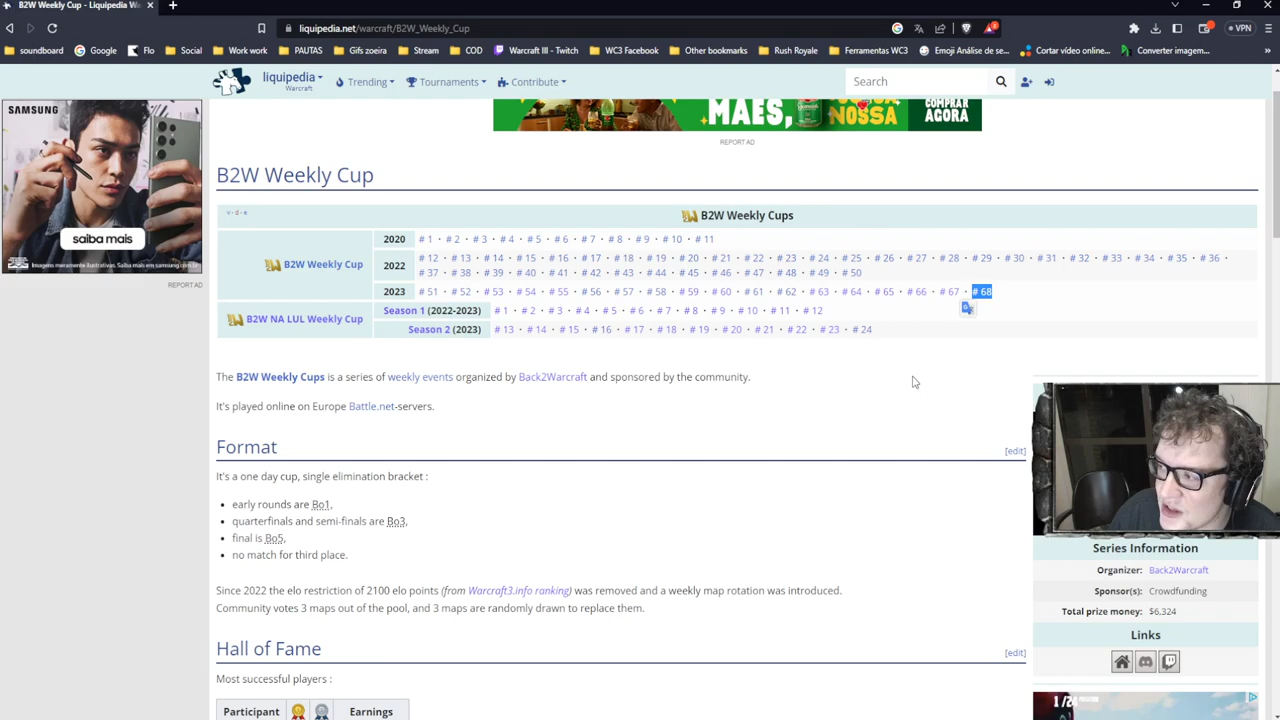 B2W Weekly Cup - Liquipedia Wa
liquipedia.net/warcraft/B2W_Weekly_Cup
VPN
soundboard Google Flo Social Work work PAUTAS Gifs zoeira Stream COD Warcraft III - Twitch WC3 Facebook Other bookmarks Rush Royale Ferramentas WC3 Emoji Análise de se... Cortar vídeo online... Converter imagem...
liquipedia
Warcraft
Trending Tournaments Contribute
Search
SAMSUNG
saiba mais
Imagens meramente ilustrativas. Saiba mais em samsung.com.br
REPORT AD
MÃES,
NOSSA
COMPRAR
AGORA
REPORT AD
B2W Weekly Cup
v · d · e
B2W Weekly Cups
B2W Weekly Cup
2020 # 1 · # 2 · # 3 · # 4 · # 5 · # 6 · # 7 · # 8 · # 9 · # 10 · # 11
2022 # 12 · # 13 · # 14 · # 15 · # 16 · # 17 · # 18 · # 19 · # 20 · # 21 · # 22 · # 23 · # 24 · # 25 · # 26 · # 27 · # 28 · # 29 · # 30 · # 31 · # 32 · # 33 · # 34 · # 35 · # 36 ·
# 37 · # 38 · # 39 · # 40 · # 41 · # 42 · # 43 · # 44 · # 45 · # 46 · # 47 · # 48 · # 49 · # 50
2023 # 51 · # 52 · # 53 · # 54 · # 55 · # 56 · # 57 · # 58 · # 59 · # 60 · # 61 · # 62 · # 63 · # 64 · # 65 · # 66 · # 67 · # 68
B2W NA LUL Weekly Cup
Season 1 (2022-2023) # 1 · # 2 · # 3 · # 4 · # 5 · # 6 · # 7 · # 8 · # 9 · # 10 · # 11 · # 12
Season 2 (2023) # 13 · # 14 · # 15 · # 16 · # 17 · # 18 · # 19 · # 20 · # 21 · # 22 · # 23 · # 24
The B2W Weekly Cups is a series of weekly events organized by Back2Warcraft and sponsored by the community.
It's played online on Europe Battle.net-servers.
Format
[edit]
It's a one day cup, single elimination bracket :
early rounds are Bo1,
quarterfinals and semi-finals are Bo3,
final is Bo5,
no match for third place.
Since 2022 the elo restriction of 2100 elo points (from Warcraft3.info ranking) was removed and a weekly map rotation was introduced.
Community votes 3 maps out of the pool, and 3 maps are randomly drawn to replace them.
Hall of Fame
[edit]
Most successful players :
Participant Earnings
Series Information
Organizer: Back2Warcraft
Sponsor(s): Crowdfunding
Total prize money: $6,324
Links